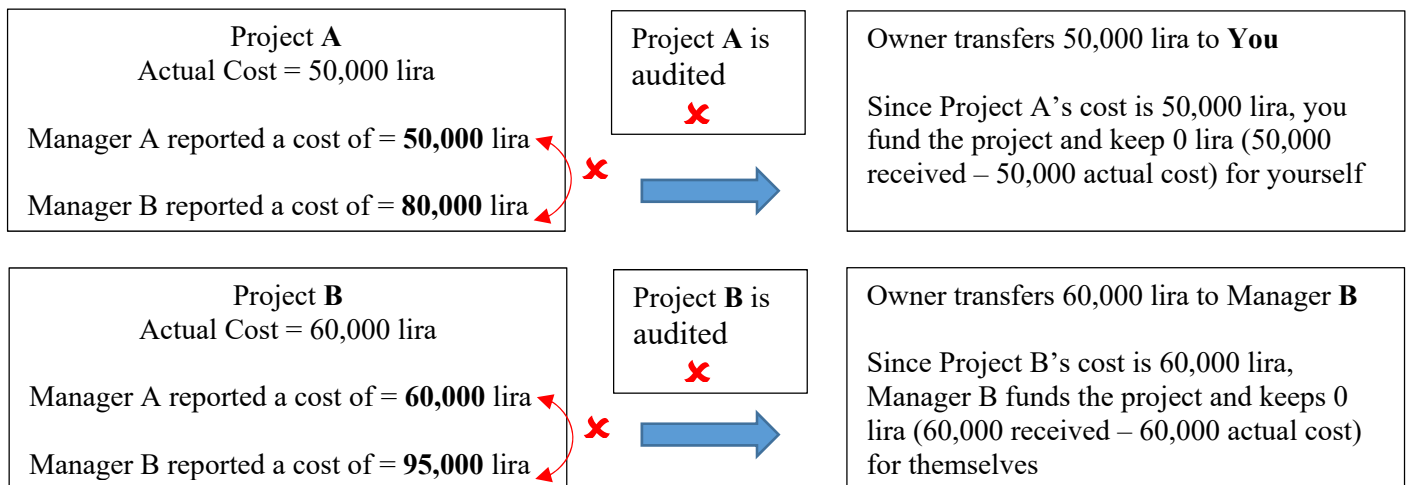 Project A
Actual Cost = 50,000 lira
Manager A reported a cost of = 50,000 lira
Manager B reported a cost of = 80,000 lira
Project A is
audited
Owner transfers 50,000 lira to You
Since Project A’s cost is 50,000 lira, you
fund the project and keep 0 lira (50,000
received – 50,000 actual cost) for yourself
Project B
Actual Cost = 60,000 lira
Manager A reported a cost of = 60,000 lira
Manager B reported a cost of = 95,000 lira
Project B is
audited
Owner transfers 60,000 lira to Manager B
Since Project B’s cost is 60,000 lira,
Manager B funds the project and keeps 0
lira (60,000 received – 60,000 actual cost)
for themselves